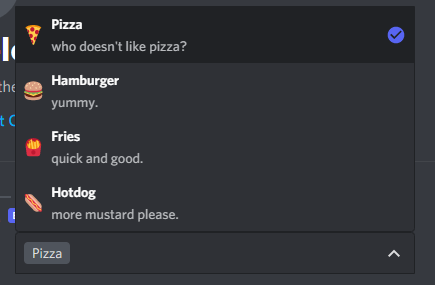 Pizza
who doesn't like pizza?
Hamburger
yummy.
Fries
quick and good.
Hotdog
more mustard please.
Pizza